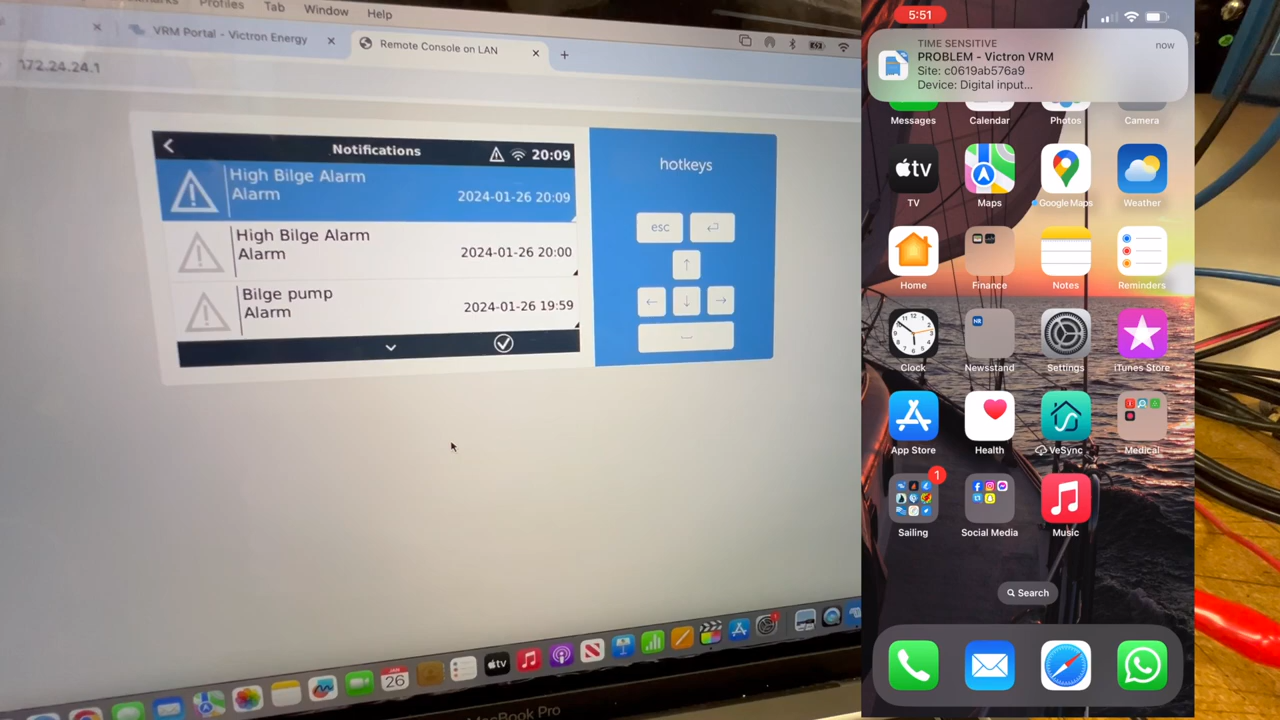 Profiles Tab Window Help
VRM Portal - Victron Energy
Remote Console on LAN
172.24.24.1
Notifications 20:09
High Bilge Alarm
Alarm 2024-01-26 20:09
High Bilge Alarm
Alarm 2024-01-26 20:00
Bilge pump
Alarm 2024-01-26 19:59
hotkeys
esc
JAN
26
tv
MacBook Pro
5:51
TIME SENSITIVE now
PROBLEM - Victron VRM
Site: c0619ab576a9
Device: Digital input...
Messages Calendar Photos Camera
tv
TV Maps Google Maps Weather
Home Finance Notes Reminders
Clock Newsstand Settings iTunes Store
App Store Health VeSync Medical
1
Sailing Social Media Music
Search